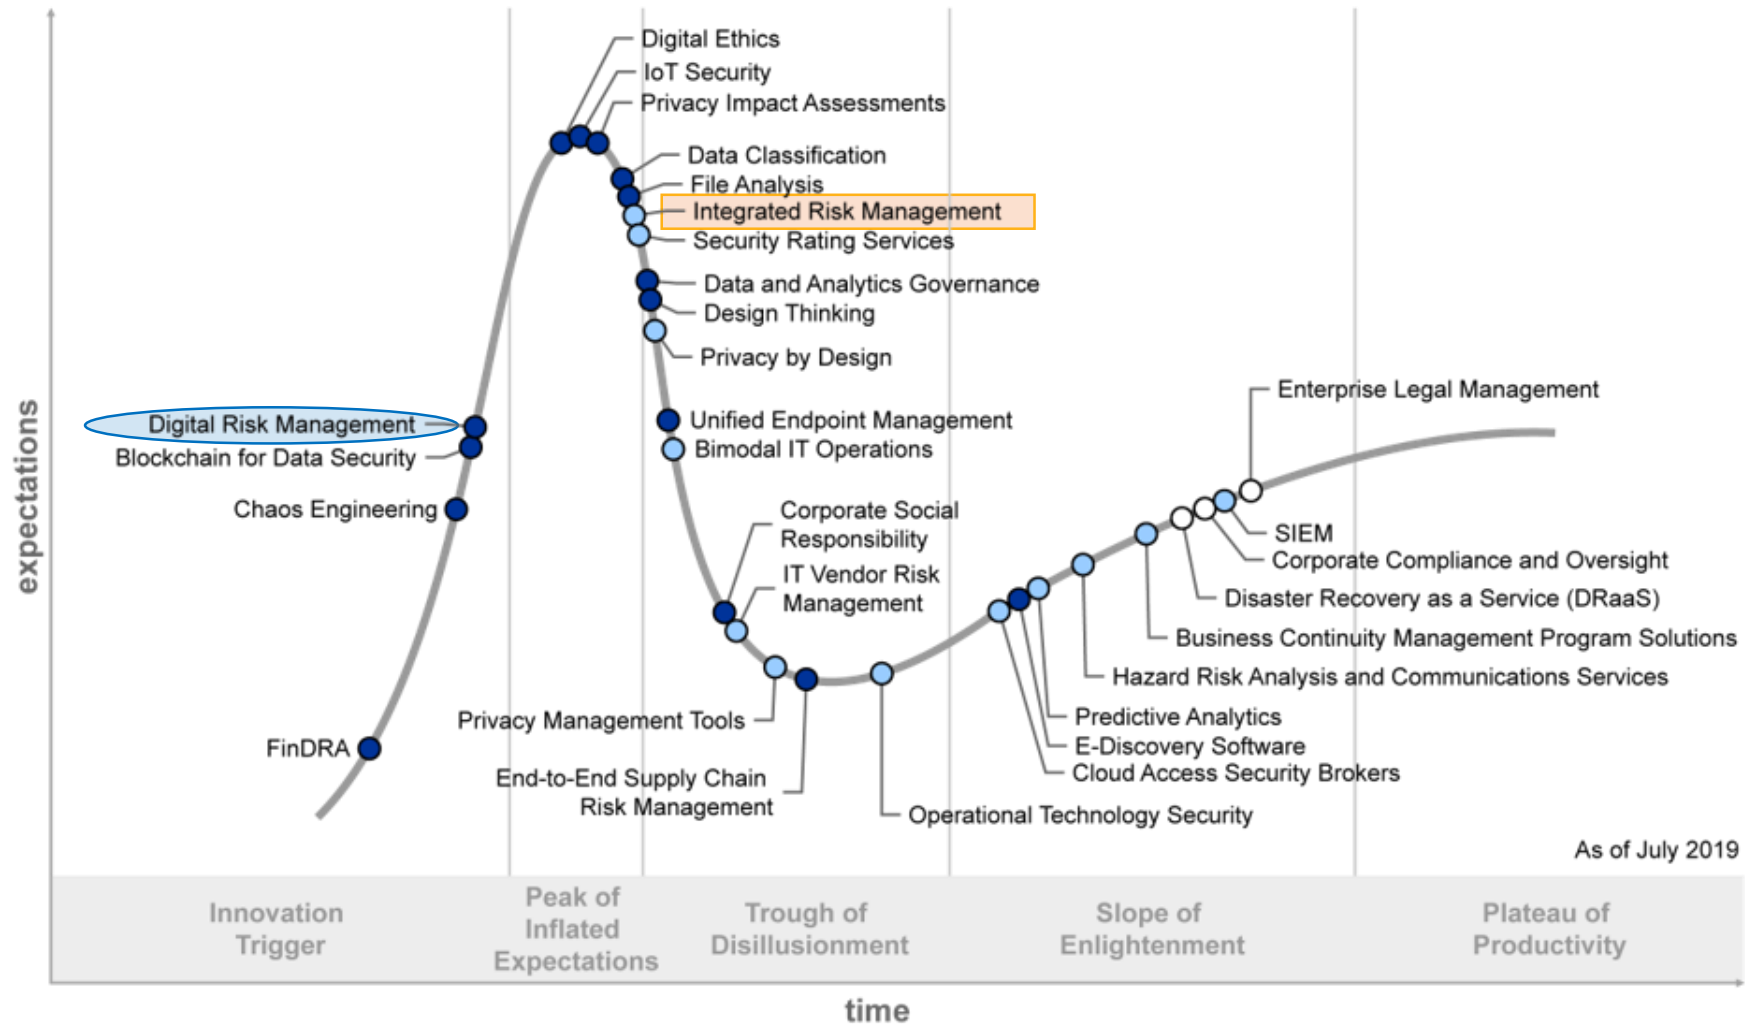 Digital Ethics
IoT Security
Privacy Impact Assessments
Data Classification
File Analysis
Integrated Risk Management
Security Rating Services
Data and Analytics Governance
Design Thinking
Privacy by Design
Unified Endpoint Management
Bimodal IT Operations
Digital Risk Management
Blockchain for Data Security
Chaos Engineering
FinDRA
Corporate Social
Responsibility
IT Vendor Risk
Management
Privacy Management Tools
End-to-End Supply Chain
Risk Management
Operational Technology Security
Enterprise Legal Management
SIEM
Corporate Compliance and Oversight
Disaster Recovery as a Service (DRaaS)
Business Continuity Management Program Solutions
Hazard Risk Analysis and Communications Services
Predictive Analytics
E-Discovery Software
Cloud Access Security Brokers
As of July 2019
expectations
Innovation
Trigger
Peak of
Inflated
Expectations
Trough of
Disillusionment
Slope of
Enlightenment
Plateau of
Productivity
time